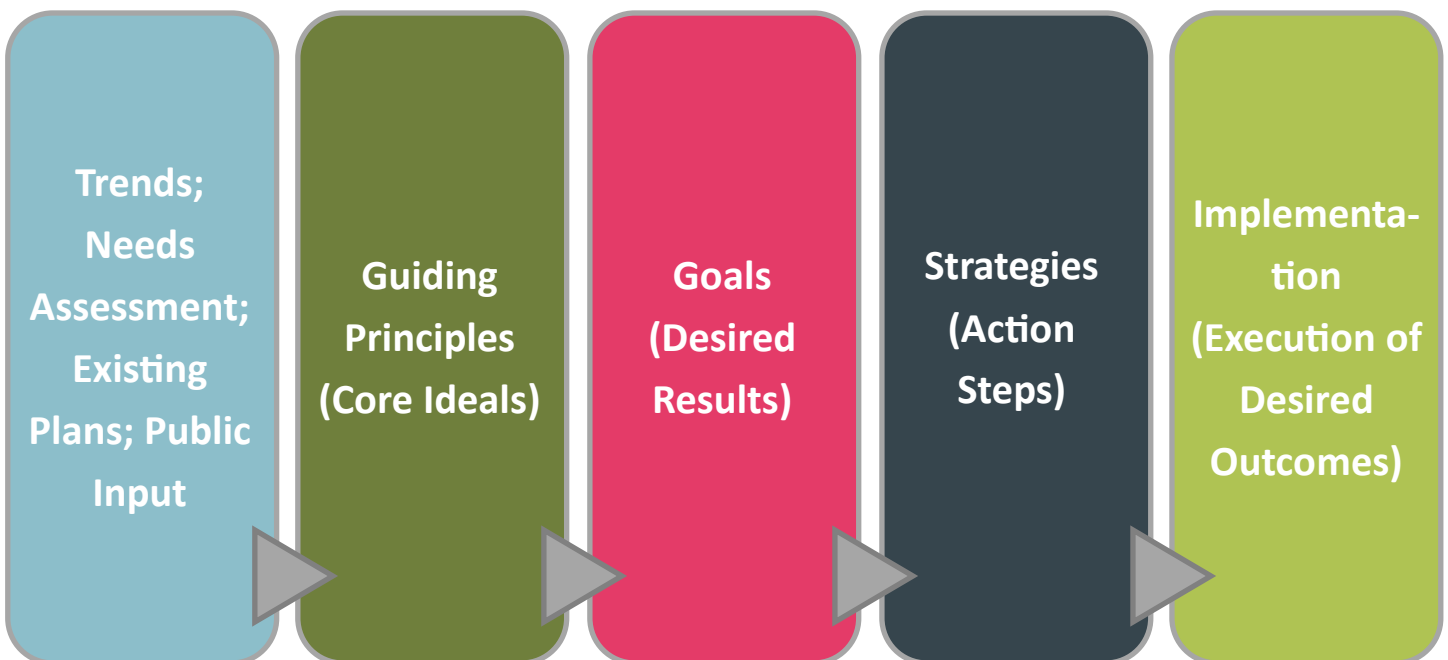 Trends;
Needs
Assessment;
Existing
Plans; Public
Input
Guiding
Principles
(Core Ideals)
Goals
(Desired
Results)
Strategies
(Action
Steps)
Implementa-
tion
(Execution of
Desired
Outcomes)